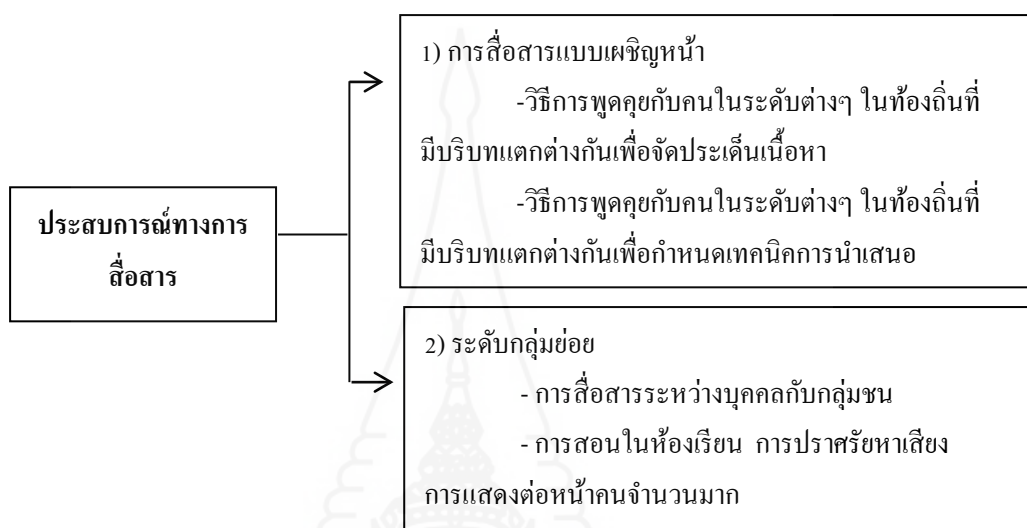 ประสบการณ์ทางการ
สื่อสาร
1) การสื่อสารแบบเผชิญหน้า
-วิธีการพูดคุยกับคนในระดับต่างๆ ในท้องถิ่นที่
มีบริบทแตกต่างกันเพื่อจัดประเด็นเนื้อหา
-วิธีการพูดคุยกับคนในระดับต่างๆ ในท้องถิ่นที่
มีบริบทแตกต่างกันเพื่อกำหนดเทคนิคการนำเสนอ
2) ระดับกลุ่มย่อย
- การสื่อสารระหว่างบุคคลกับกลุ่มชน
- การสอนในห้องเรียน การปราศรัยหาเสียง
การแสดงต่อหน้าคนจำนวนมาก